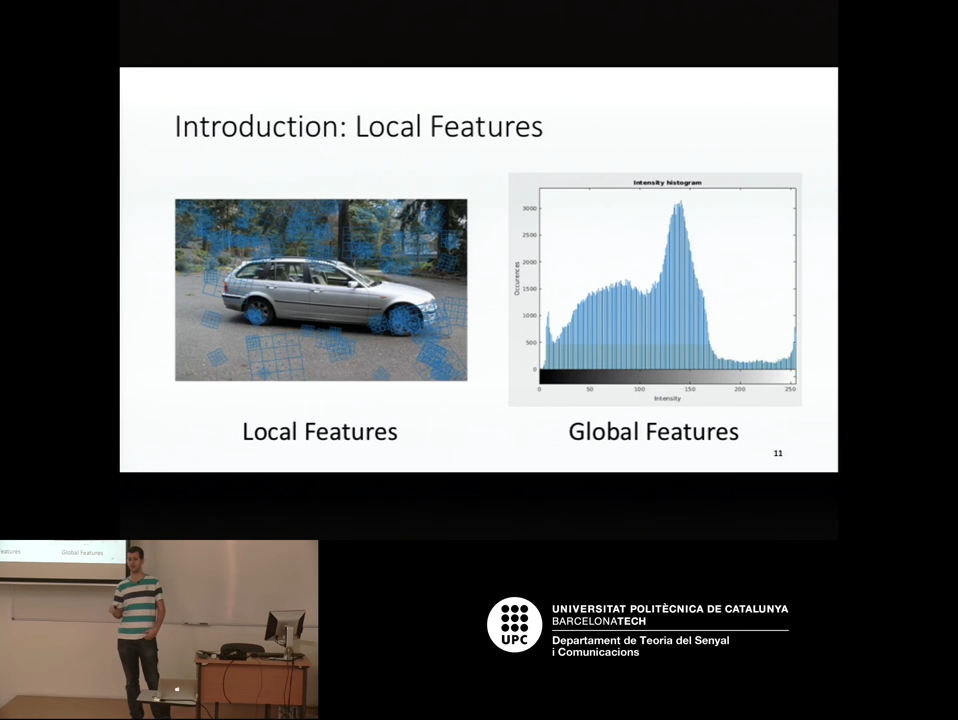 Introduction: Local Features
Intensity histogram
3000
2500
2000
1500
1000
500
0
Occurences
0 50 100 150 200 250
Intensity
Local Features
Global Features
11
eatures
Global Features
UPC
UNIVERSITAT POLITÈCNICA DE CATALUNYA
BARCELONATECH
Departament de Teoria del Senyal
i Comunicacions